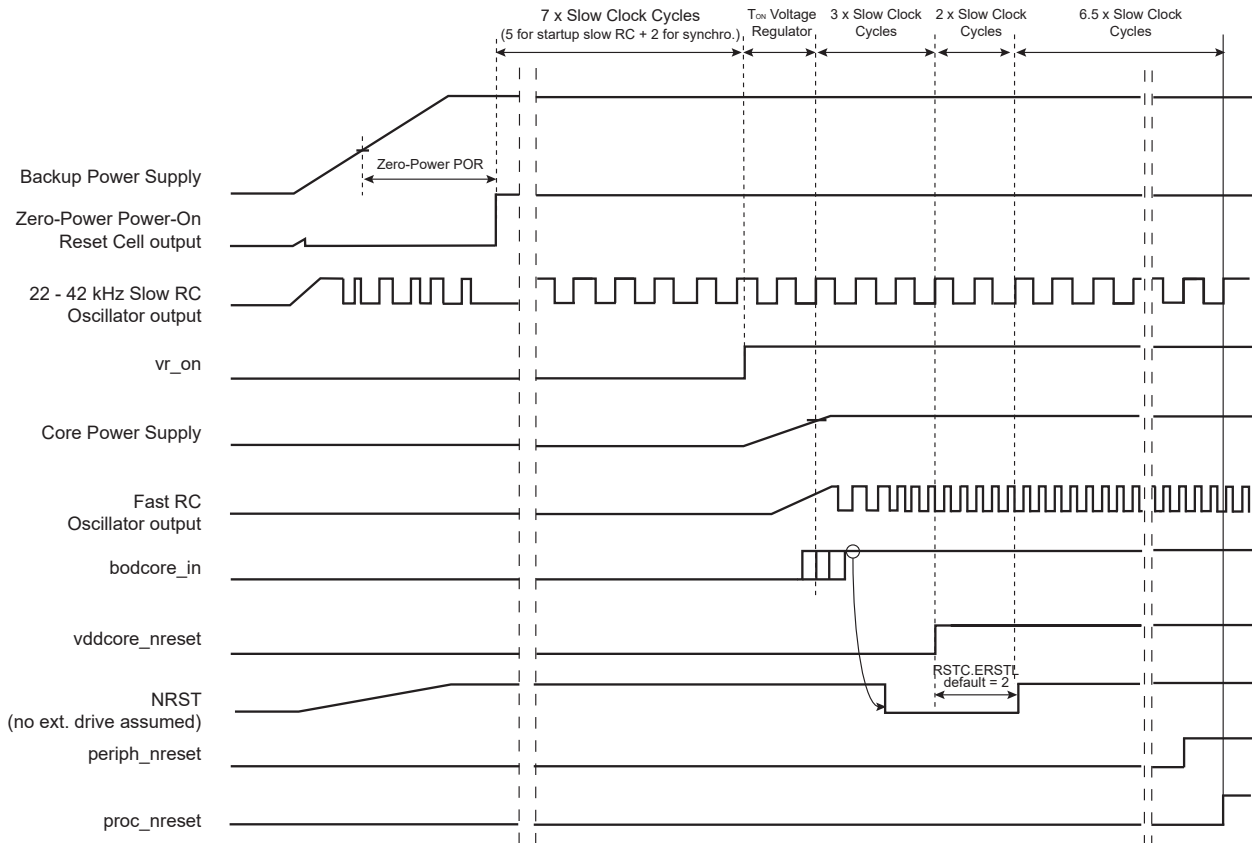 7 x Slow Clock Cycles
(5 for startup slow RC + 2 for synchro.)
TON Voltage
Regulator
3 x Slow Clock
Cycles
2 x Slow Clock
Cycles
6.5 x Slow Clock
Cycles
Zero-Power POR
Backup Power Supply
Zero-Power Power-On
Reset Cell output
22 - 42 kHz Slow RC
Oscillator output
vr_on
Core Power Supply
Fast RC
Oscillator output
bodcore_in
vddcore_nreset
RSTC.ERSTL
default = 2
NRST
(no ext. drive assumed)
periph_nreset
proc_nreset